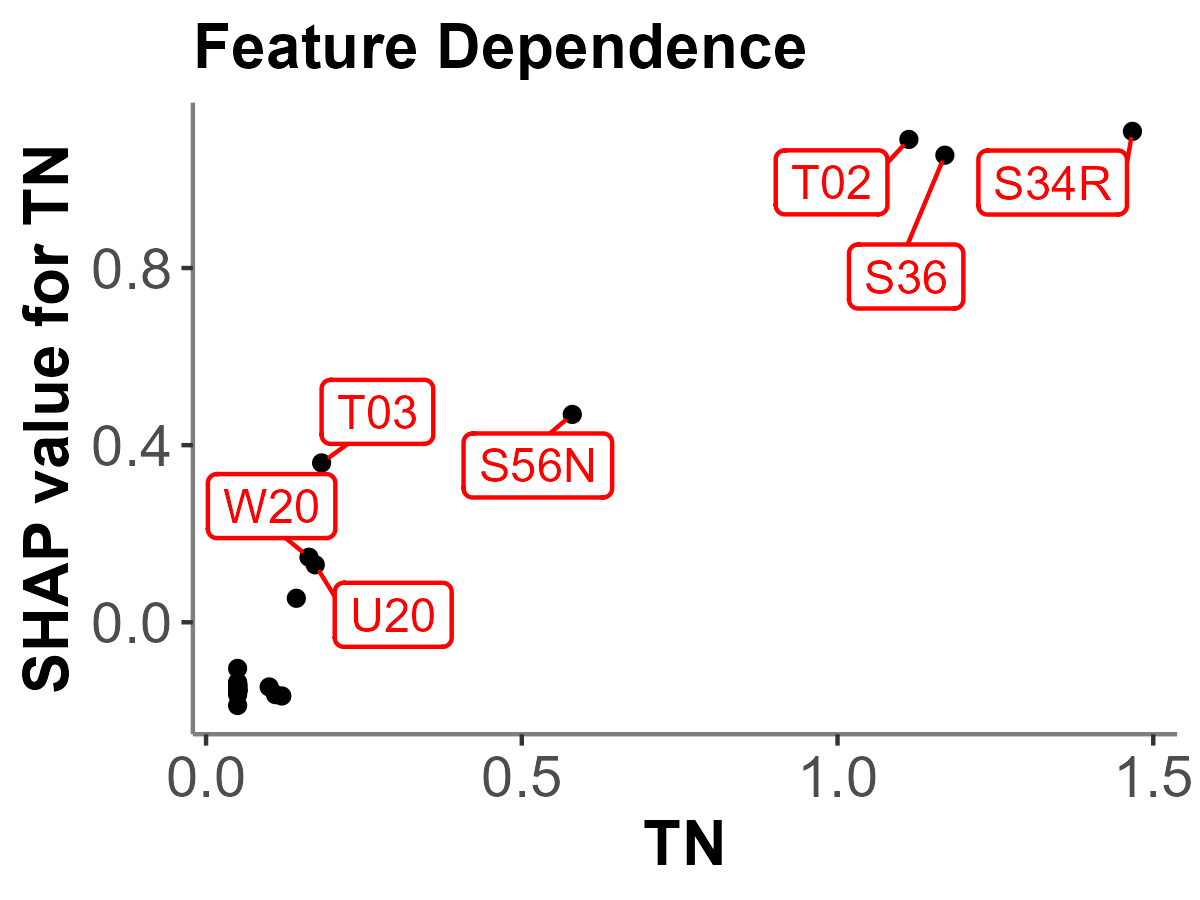 Feature Dependence
SHAP value for TN
0.8
0.4
0.0
T02
S34R
S36
T03
S56N
W20
U20
0.0
0.5
1.0
1.5
TN